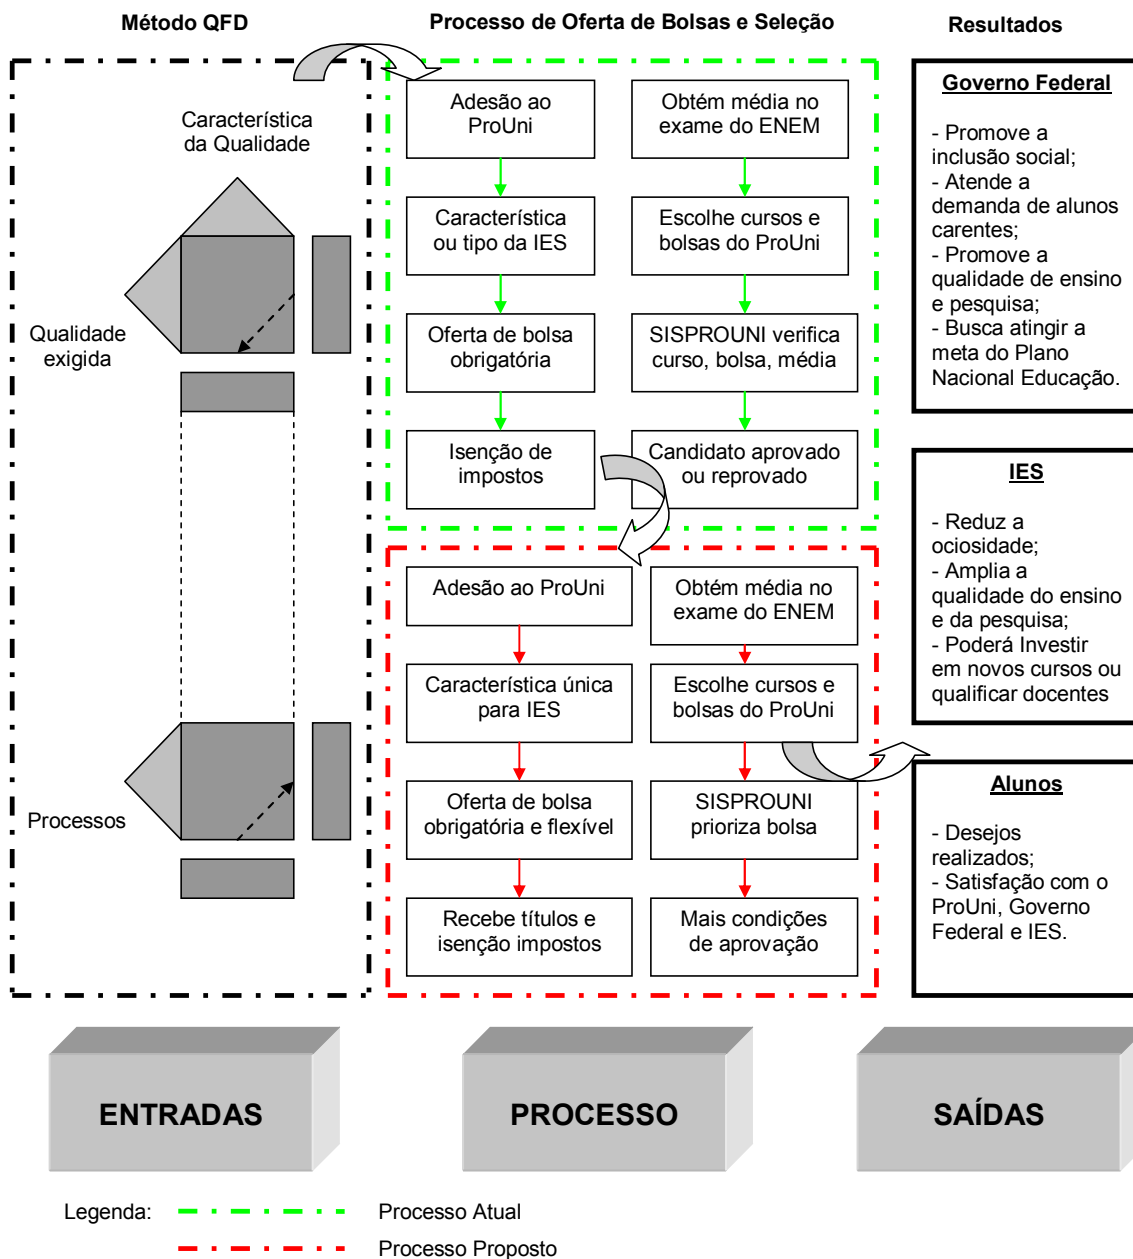 Método QFD
Processo de Oferta de Bolsas e Seleção
Resultados
Característica
da Qualidade
Qualidade
exigida
Processos
Adesão ao
ProUni
Característica
ou tipo da IES
Oferta de bolsa
obrigatória
Isenção de
impostos
Obtém média no
exame do ENEM
Escolhe cursos e
bolsas do ProUni
SISPROUNI verifica
curso, bolsa, média
Candidato aprovado
ou reprovado
Adesão ao ProUni
Característica única
para IES
Oferta de bolsa
obrigatória e flexível
Recebe títulos e
isenção impostos
Obtém média no
exame do ENEM
Escolhe cursos e
bolsas do ProUni
SISPROUNI
prioriza bolsa
Mais condições
de aprovação
Governo Federal
- Promove a
inclusão social;
- Atende a
demanda de alunos
carentes;
- Promove a
qualidade de ensino
e pesquisa;
- Busca atingir a
meta do Plano
Nacional Educação.
IES
- Reduz a
ociosidade;
- Amplia a
qualidade do ensino
e da pesquisa;
- Poderá Investir
em novos cursos ou
qualificar docentes
Alunos
- Desejos
realizados;
- Satisfação com o
ProUni, Governo
Federal e IES.
ENTRADAS
PROCESSO
SAÍDAS
Legenda:
Processo Atual
Processo Proposto